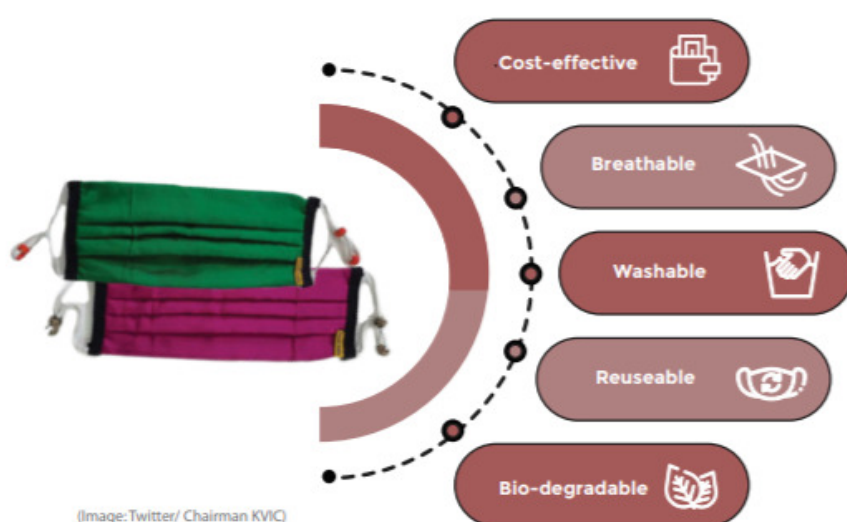 Cost-effective
Breathable
Washable
Reuseable
Bio-degradable
(Image: Twitter/ Chairman KVIC)